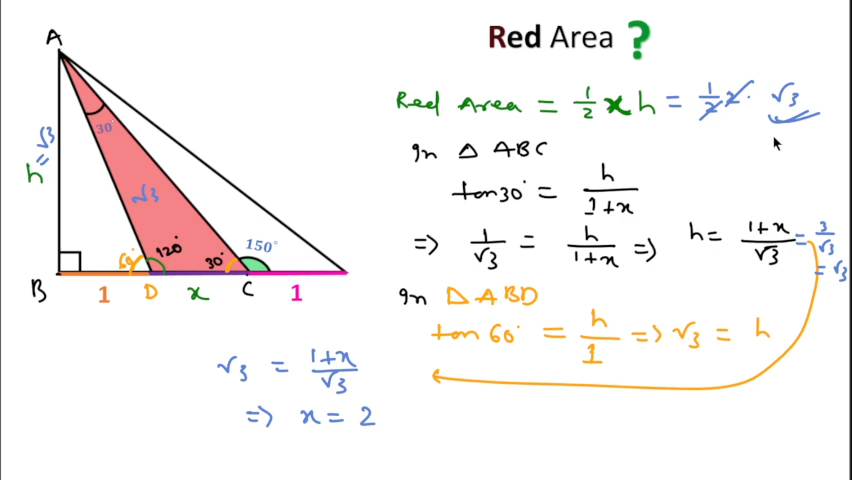 Red Area ?
A
30°
√3
h
=
√3
60°
120°
30°
150°
B
1
D
x
C
1
Red Area = 1/2 x h = 1/2 2. √3
In △ ABC
tan30° = h/1+x
=> 1/√3 = h/1+x => h = 1+x/√3 = 3/√3
= √3
In △ABD
tan60° = h/1 => √3 = h
√3 = 1+x/√3
=> x = 2